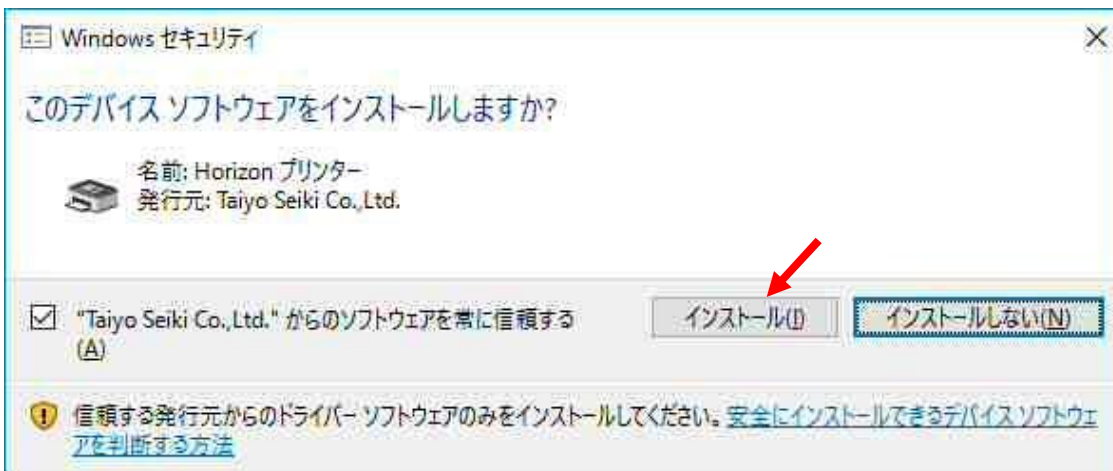 Windows セキュリティ
このデバイス ソフトウェアをインストールしますか?
名前: Horizon プリンター
発行元: Taiyo Seiki Co.,Ltd.
"Taiyo Seiki Co.,Ltd." からのソフトウェアを常に信頼する
(A)
インストール(I)
インストールしない(N)
信頼する発行元からのドライバー ソフトウェアのみをインストールしてください。安全にインストールできるデバイス ソフトウェ
アを判断する方法